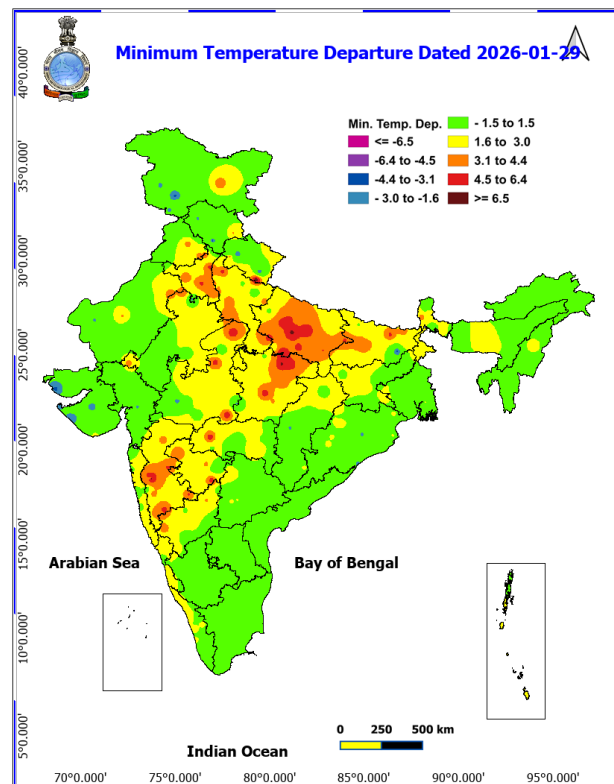 Minimum Temperature Departure Dated 2026-01-29
Min. Temp. Dep.
<= -6.5
-6.4 to -4.5
-4.4 to -3.1
- 3.0 to -1.6
- 1.5 to 1.5
1.6 to 3.0
3.1 to 4.4
4.5 to 6.4
>= 6.5
40°0.000'
35°0.000'
30°0.000'
25°0.000'
20°0.000'
15°0.000'
10°0.000'
5°0.000'
Arabian Sea
Bay of Bengal
0 250 500 km
Indian Ocean
70°0.000' 75°0.000' 80°0.000' 85°0.000' 90°0.000' 95°0.000'